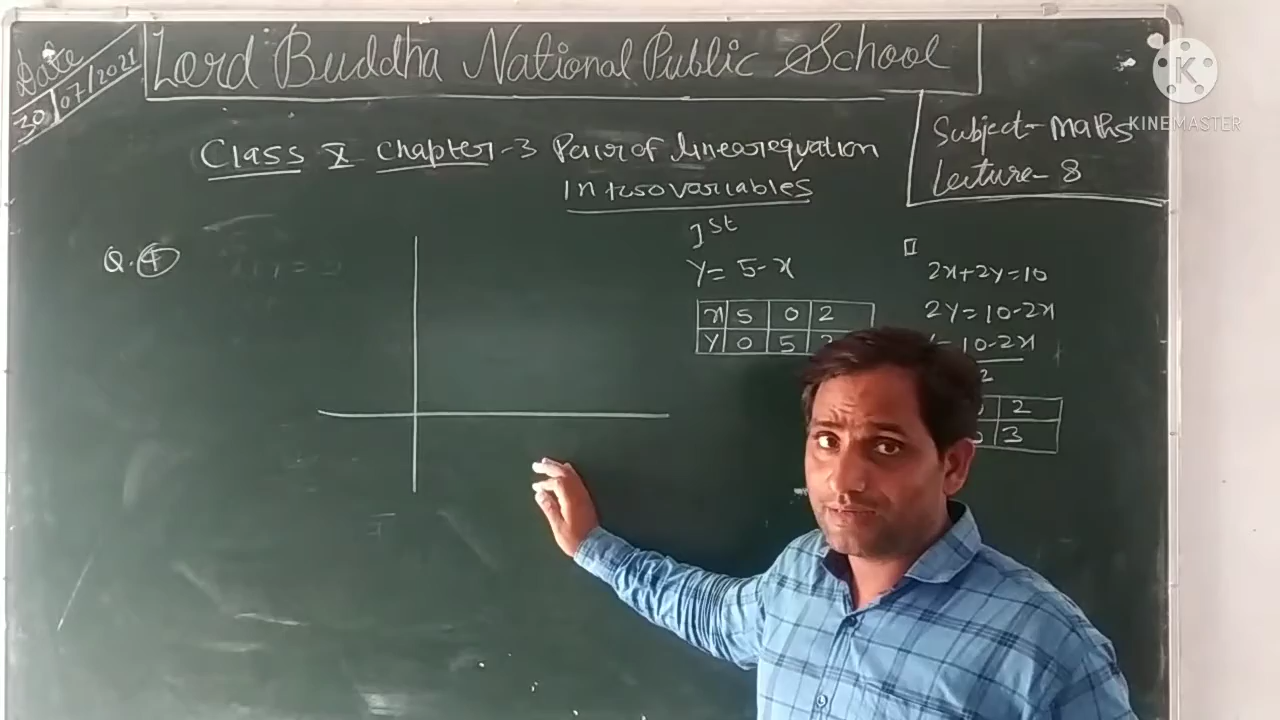 Date
30/07/2021
Lord Buddha National Public School
KINEMASTER
Subject- Maths
Lecture- 8
Class X Chapter-3 Pair of linear equation
In two variables
Q.4
Ist
Y= 5-x
x 5 0 2
Y 0 5
II
2x+2y=10
2Y= 10-2x
10-2x
2
2
3